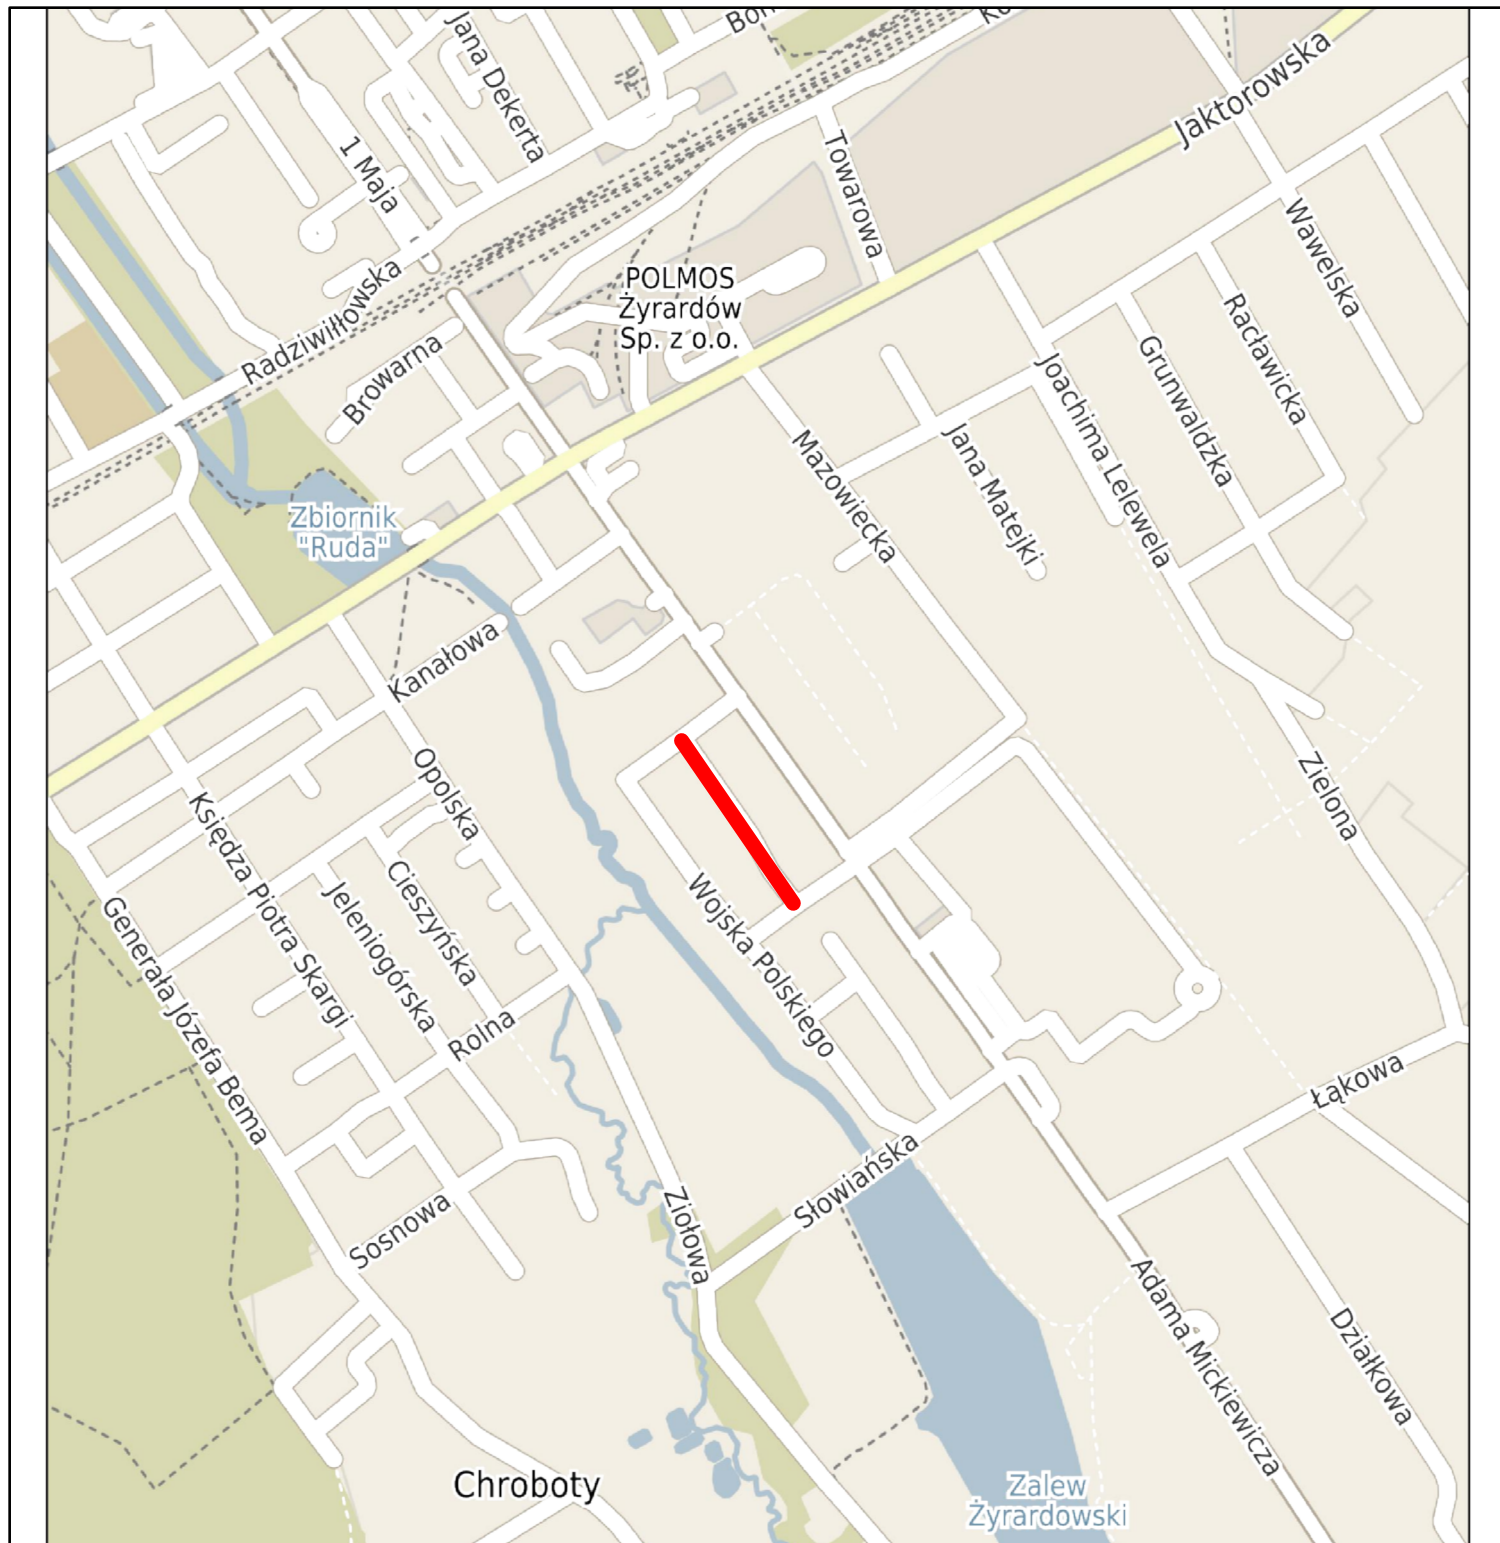 Jana Dekerta
1 Maja
Jaktorowska
Towarowa
Wawelska
POLMOS
Żyrardów
Sp. z o.o.
Radziwiłłowska
Browarna
Racławicka
Grunwaldzka
Joachima Lelewela
Jana Matejki
Mazowiecka
Zbiornik
"Ruda"
Kanałowa
Opolska
Zielona
Księdza Piotra Skargi
Cieszyńska
Jeleniogórska
Wojska Polskiego
Generała Józefa Bema
Rolna
Łąkowa
Słowiańska
Sosnowa
Ziołowa
Adama Mickiewicza
Działkowa
Chroboty
Zalew
Żyrardowski